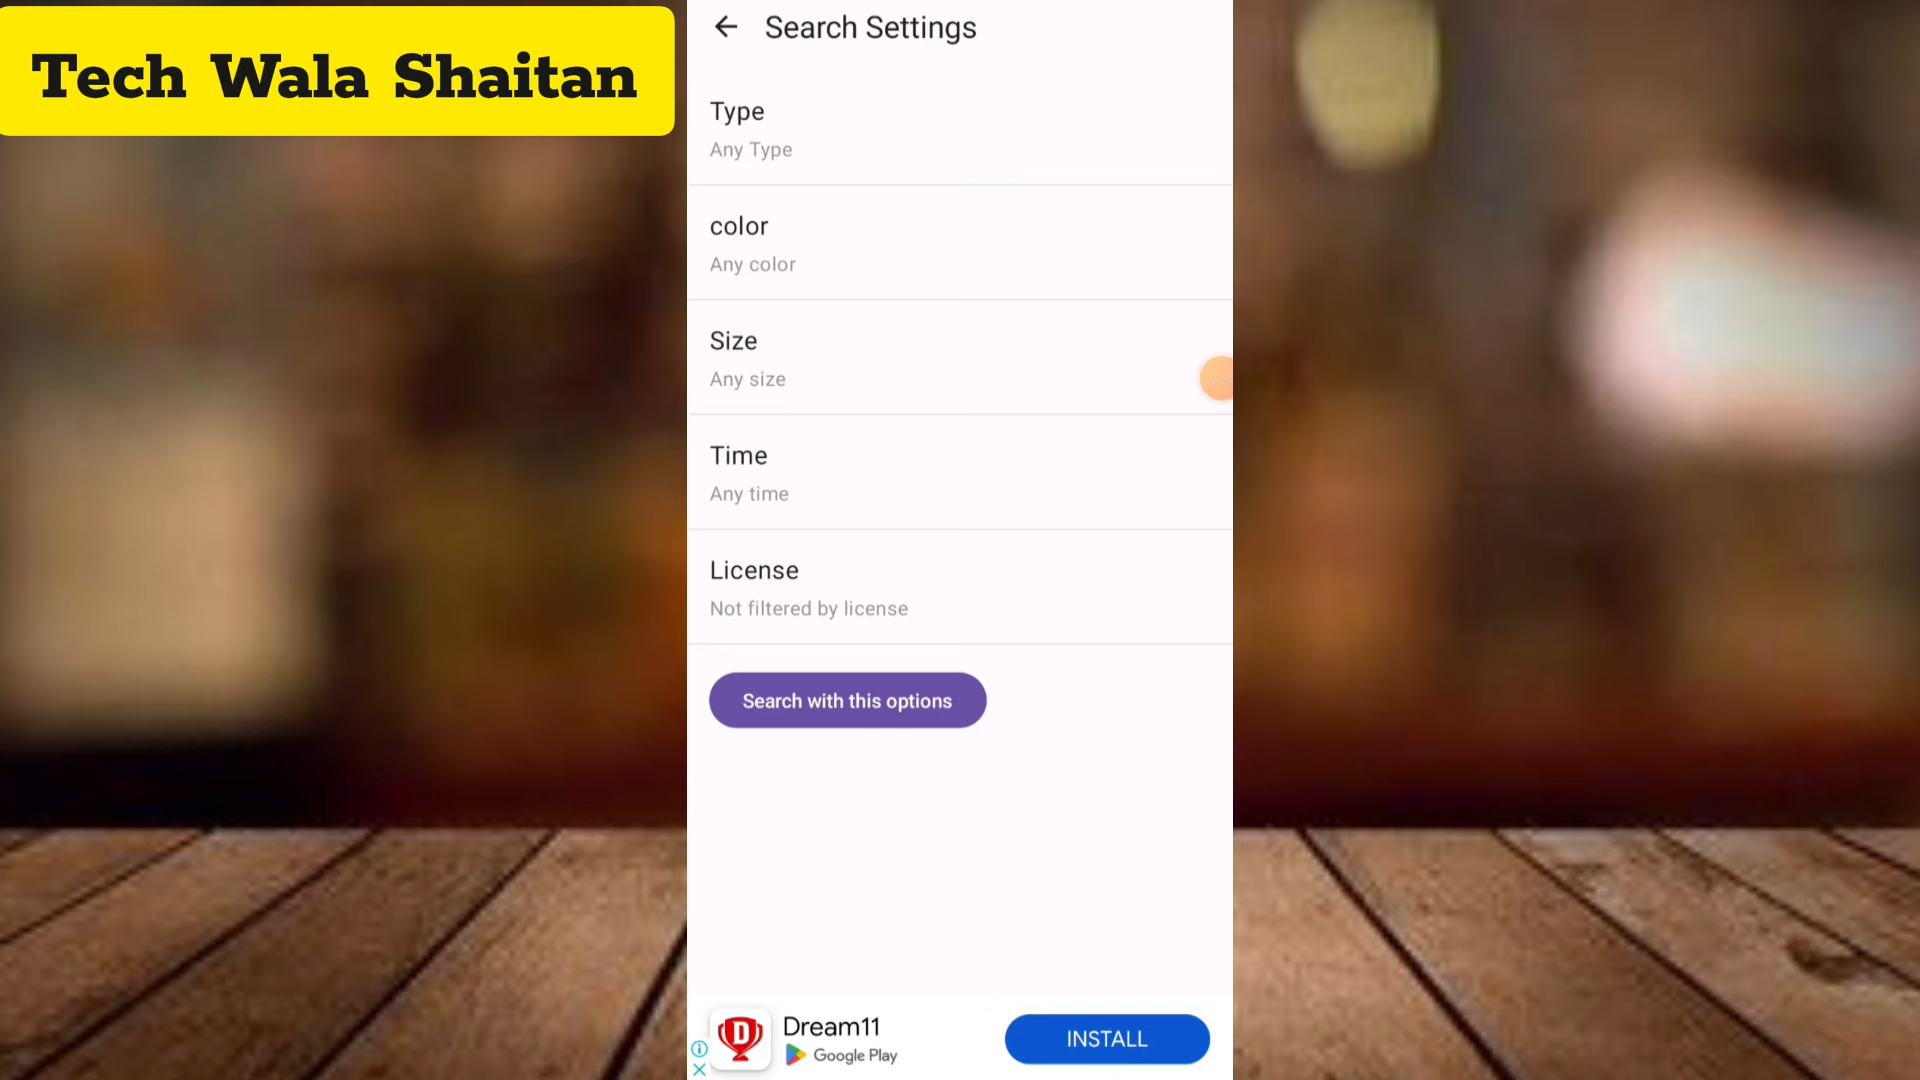 Tech Wala Shaitan
Search Settings
Type
Any Type
color
Any color
Size
Any size
Time
Any time
License
Not filtered by license
Search with this options
Dream11
Google Play
INSTALL